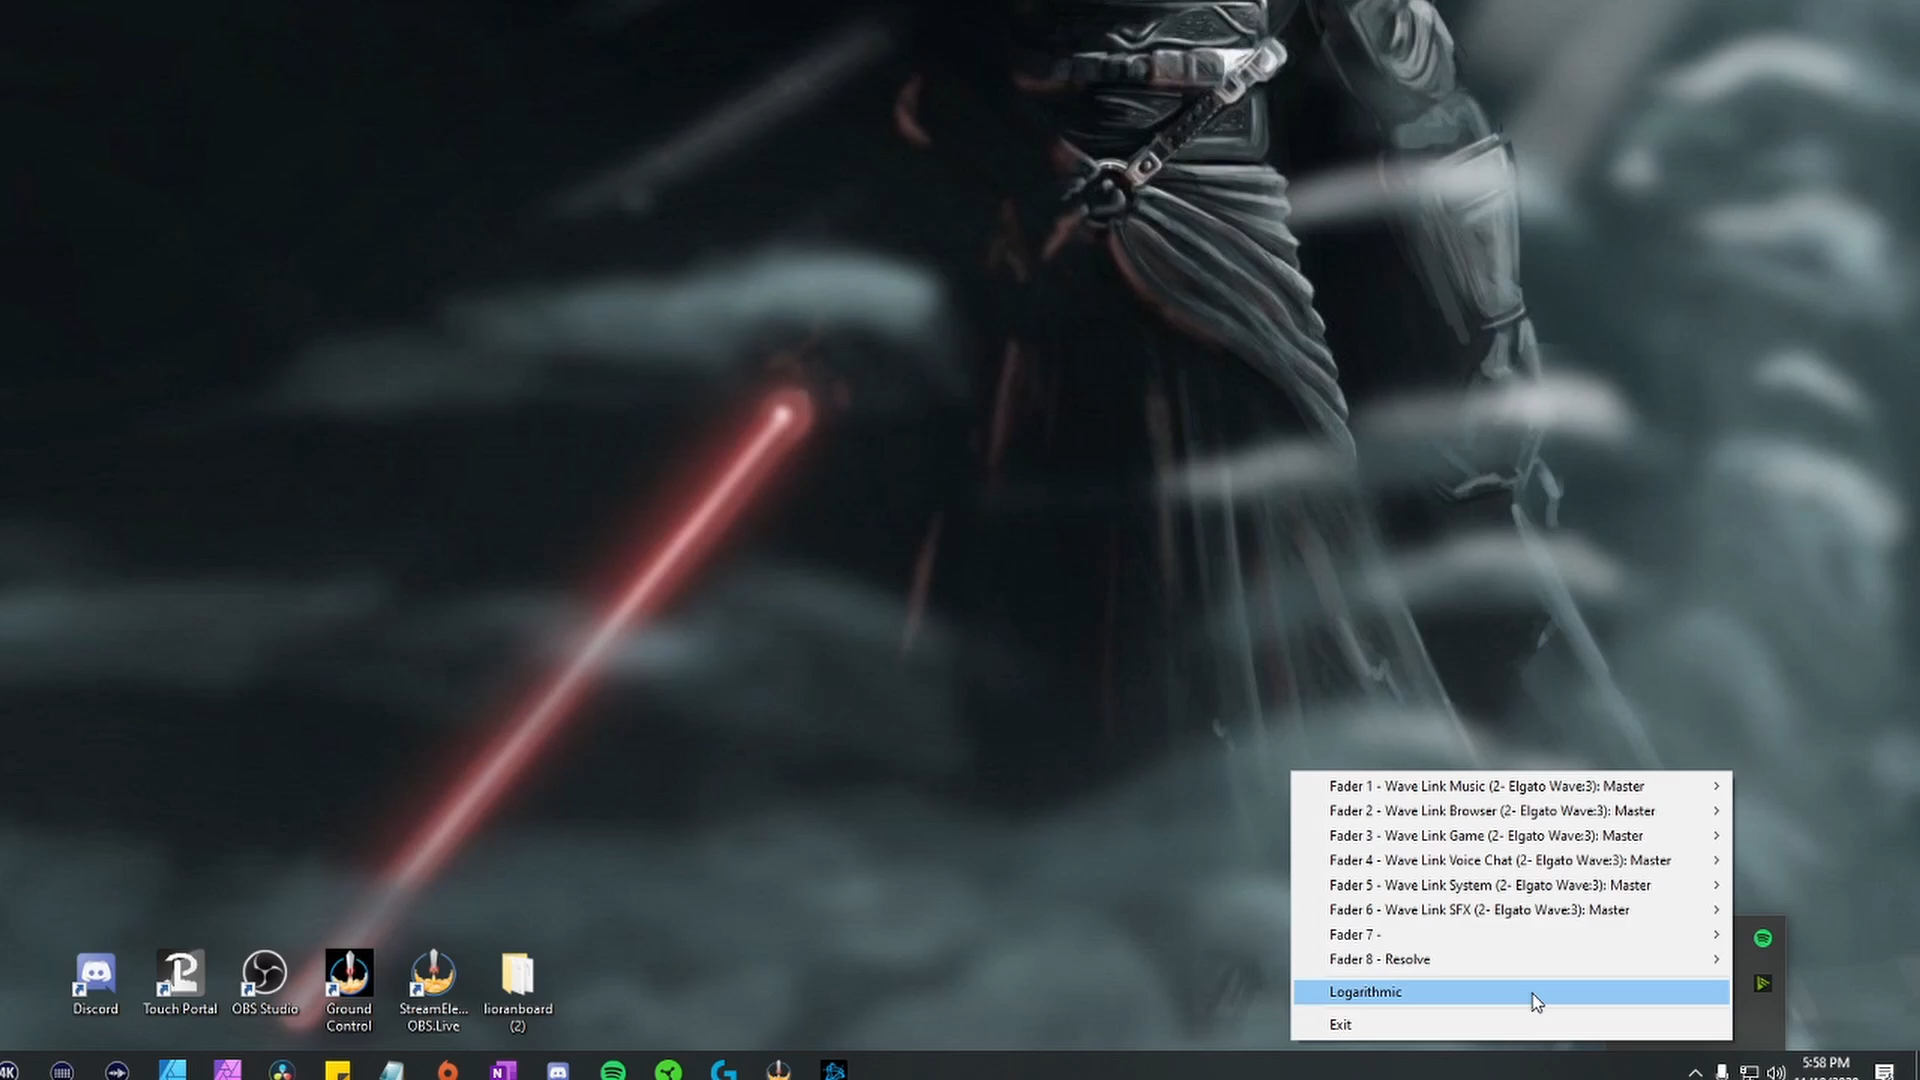 Fader 1 - Wave Link Music (2- Elgato Wave:3): Master
Fader 2 - Wave Link Browser (2- Elgato Wave:3): Master
Fader 3 - Wave Link Game (2- Elgato Wave:3): Master
Fader 4 - Wave Link Voice Chat (2- Elgato Wave:3): Master
Fader 5 - Wave Link System (2- Elgato Wave:3): Master
Fader 6 - Wave Link SFX (2- Elgato Wave:3): Master
Fader 7 -
Fader 8 - Resolve
Logarithmic
Exit
Discord
Touch Portal
OBS Studio
Ground
Control
StreamEle...
OBS.Live
lioranboard
(2)
4K
5:58 PM